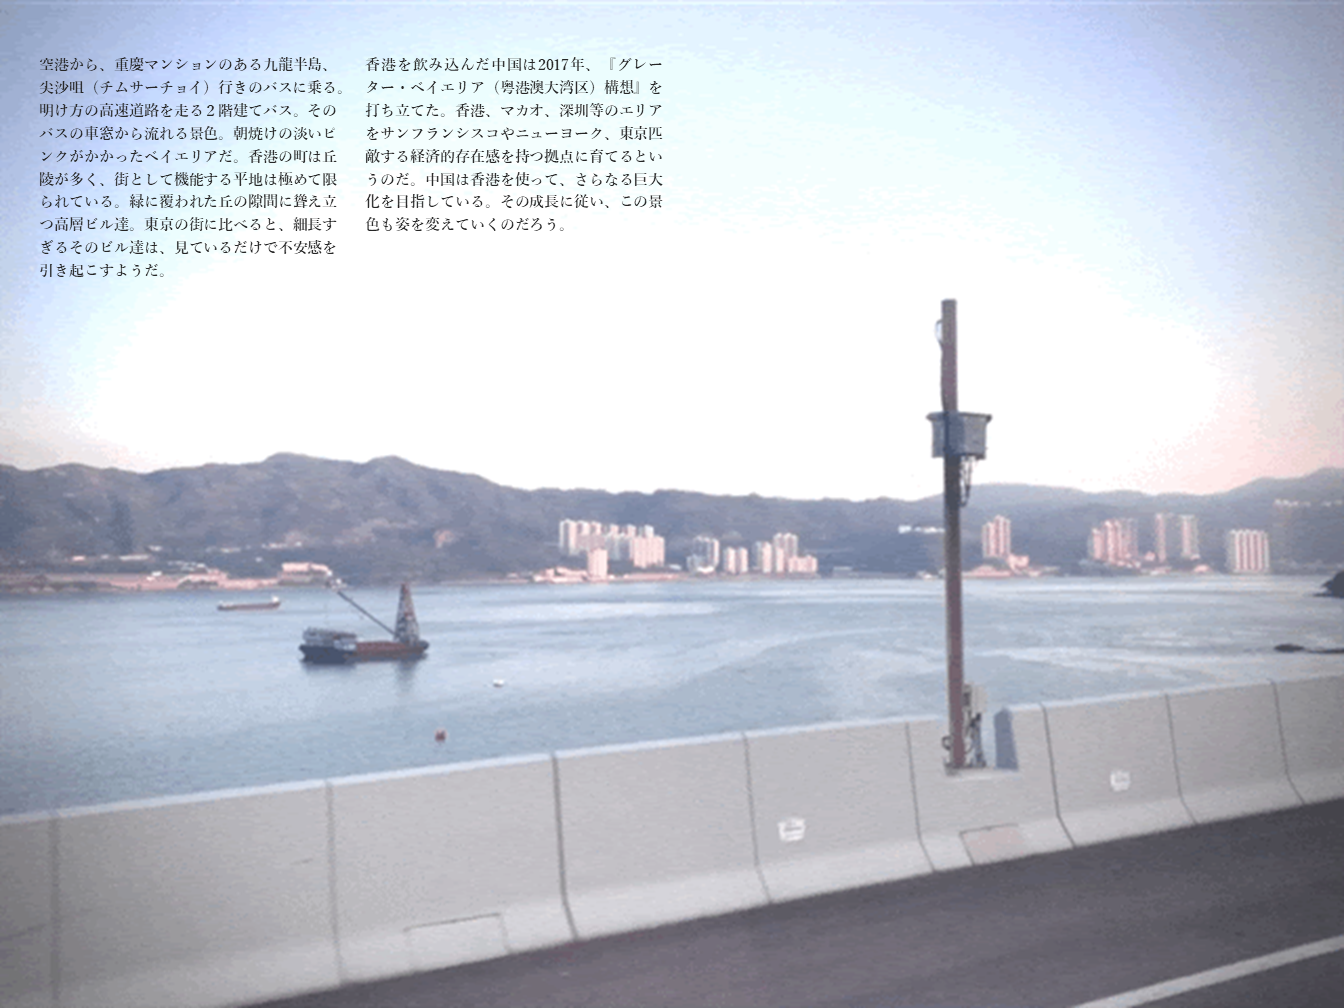 空港から、重慶マンションのある九龍半島、
尖沙咀（チムサーチョイ）行きのバスに乗る。
明け方の高速道路を走る２階建てバス。その
バスの車窓から流れる景色。朝焼けの淡いピ
ンクがかかったベイエリアだ。香港の町は丘
陵が多く、街として機能する平地は極めて限
られている。緑に覆われた丘の隙間に聳え立
つ高層ビル達。東京の街に比べると、細長す
ぎるそのビル達は、見ているだけで不安感を
引き起こすようだ。
香港を飲み込んだ中国は2017年、『グレー
ター・ベイエリア（粤港澳大湾区）構想』を
打ち立てた。香港、マカオ、深圳等のエリア
をサンフランシスコやニューヨーク、東京匹
敵する経済的存在感を持つ拠点に育てるとい
うのだ。中国は香港を使って、さらなる巨大
化を目指している。その成長に従い、この景
色も姿を変えていくのだろう。